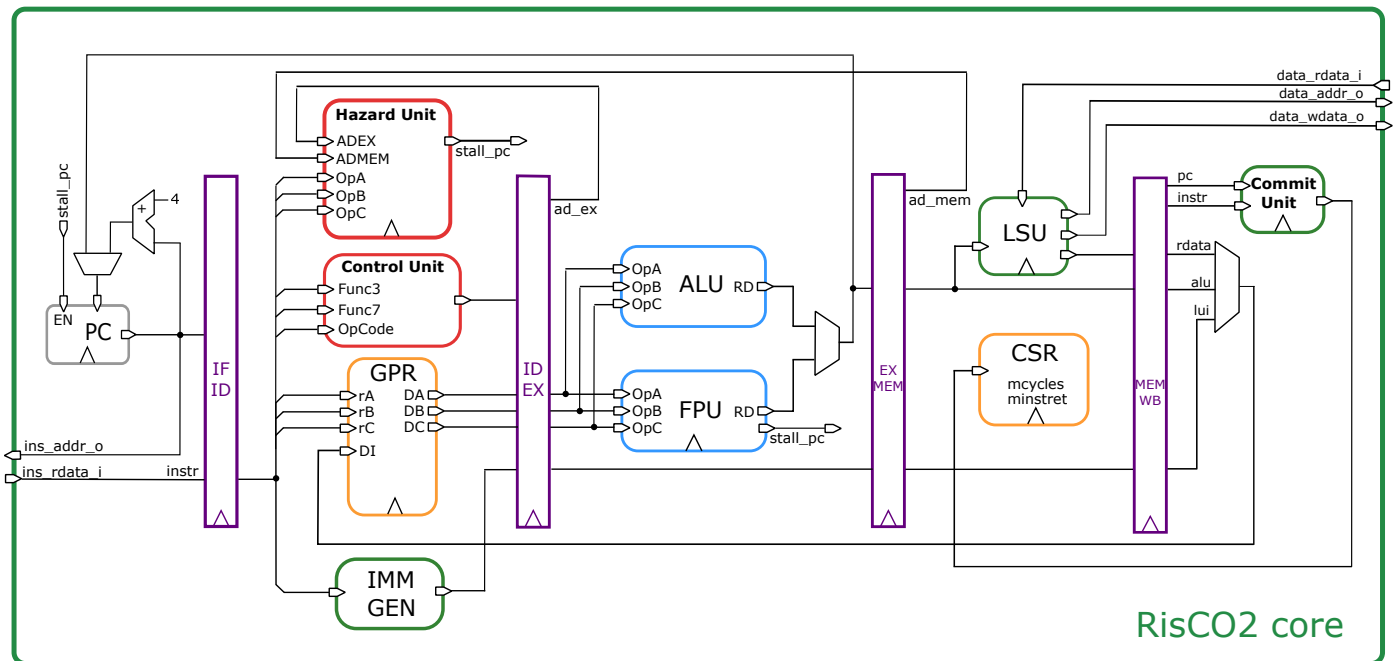 data_rdata_i
data_addr_o
data_wdata_o
Hazard Unit
ADEX
ADMEM
OpA
OpB
OpC
stall_pc
stall_pc
+
4
EN
PC
IF
ID
ins_addr_o
ins_rdata_i
instr
Control Unit
Func3
Func7
OpCode
GPR
rA
rB
rC
DI
DA
DB
DC
IMM
GEN
ID
EX
ad_ex
ALU
OpA
OpB
OpC
RD
FPU
OpA
OpB
OpC
RD
stall_pc
EX
MEM
ad_mem
LSU
CSR
mcycles
minstret
MEM
WB
pc
instr
rdata
alu
lui
Commit
Unit
RisCO2 core